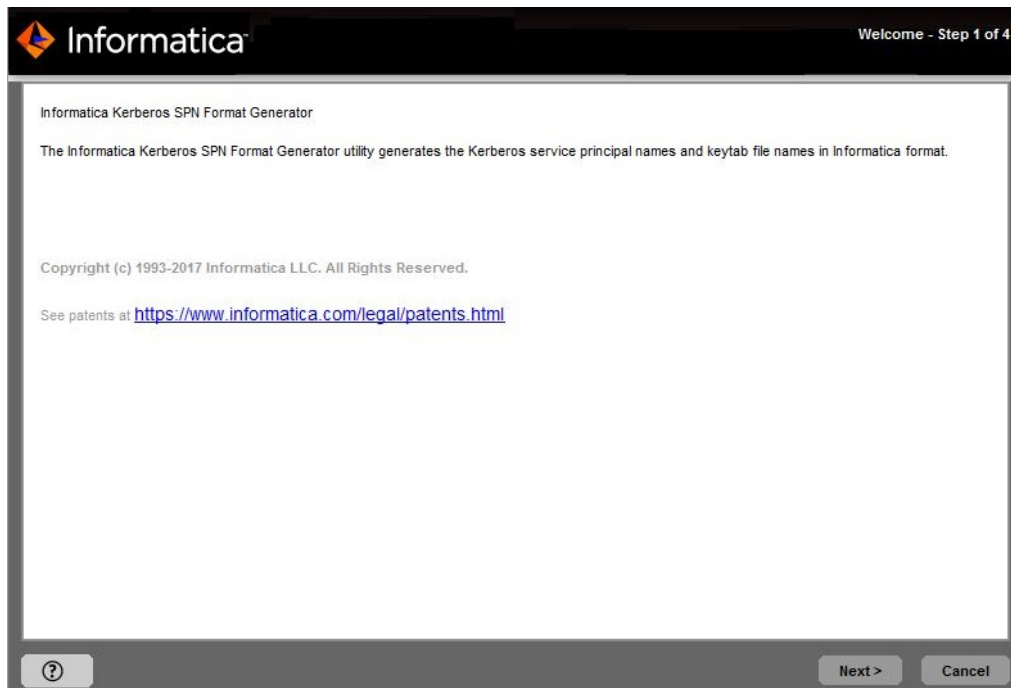 Informatica™
Welcome - Step 1 of 4
Informatica Kerberos SPN Format Generator
The Informatica Kerberos SPN Format Generator utility generates the Kerberos service principal names and keytab file names in Informatica format.
Copyright (c) 1993-2017 Informatica LLC. All Rights Reserved.
See patents at https://www.informatica.com/legal/patents.html
?
Next >
Cancel